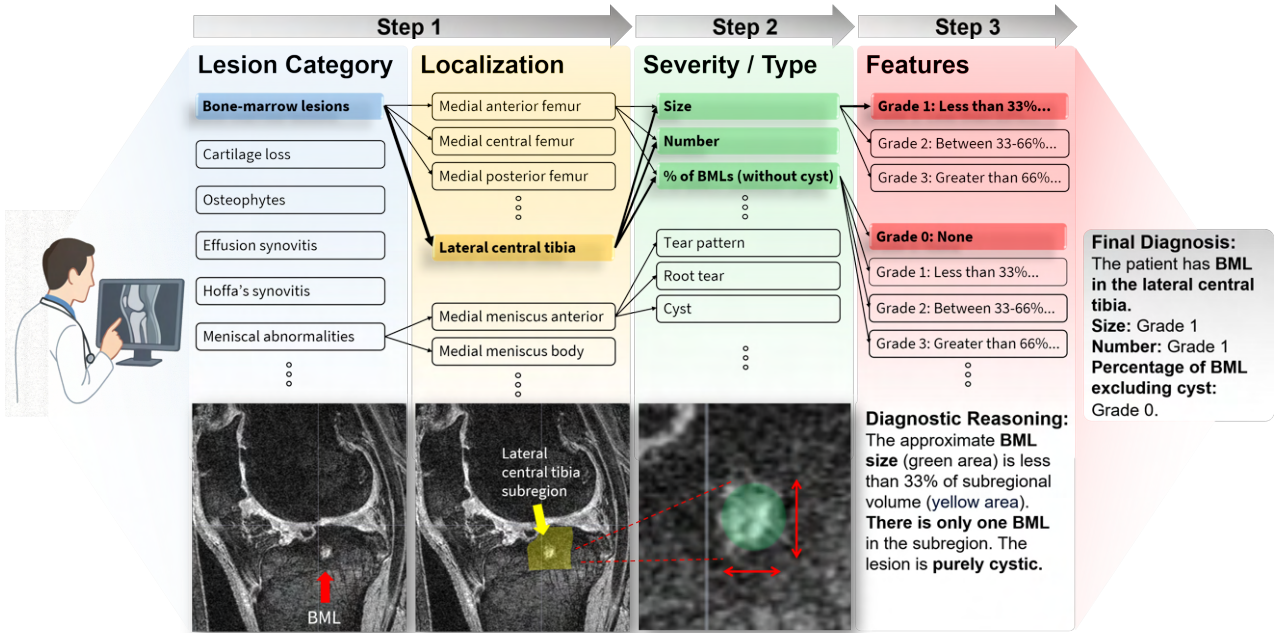 Step 1
Step 2
Step 3
Lesion Category
Bone-marrow lesions
Cartilage loss
Osteophytes
Effusion synovitis
Hoffa's synovitis
Meniscal abnormalities
Localization
Medial anterior femur
Medial central femur
Medial posterior femur
Lateral central tibia
Medial meniscus anterior
Medial meniscus body
Severity / Type
Size
Number
% of BMLs (without cyst)
Tear pattern
Root tear
Cyst
Features
Grade 1: Less than 33%...
Grade 2: Between 33-66%...
Grade 3: Greater than 66%...
Grade 0: None
Grade 1: Less than 33%...
Grade 2: Between 33-66%...
Grade 3: Greater than 66%...
BML
Lateral
central tibia
subregion
Diagnostic Reasoning:
The approximate BML
size (green area) is less
than 33% of subregional
volume (yellow area).
There is only one BML
in the subregion. The
lesion is purely cystic.
Final Diagnosis:
The patient has BML
in the lateral central
tibia.
Size: Grade 1
Number: Grade 1
Percentage of BML
excluding cyst:
Grade 0.